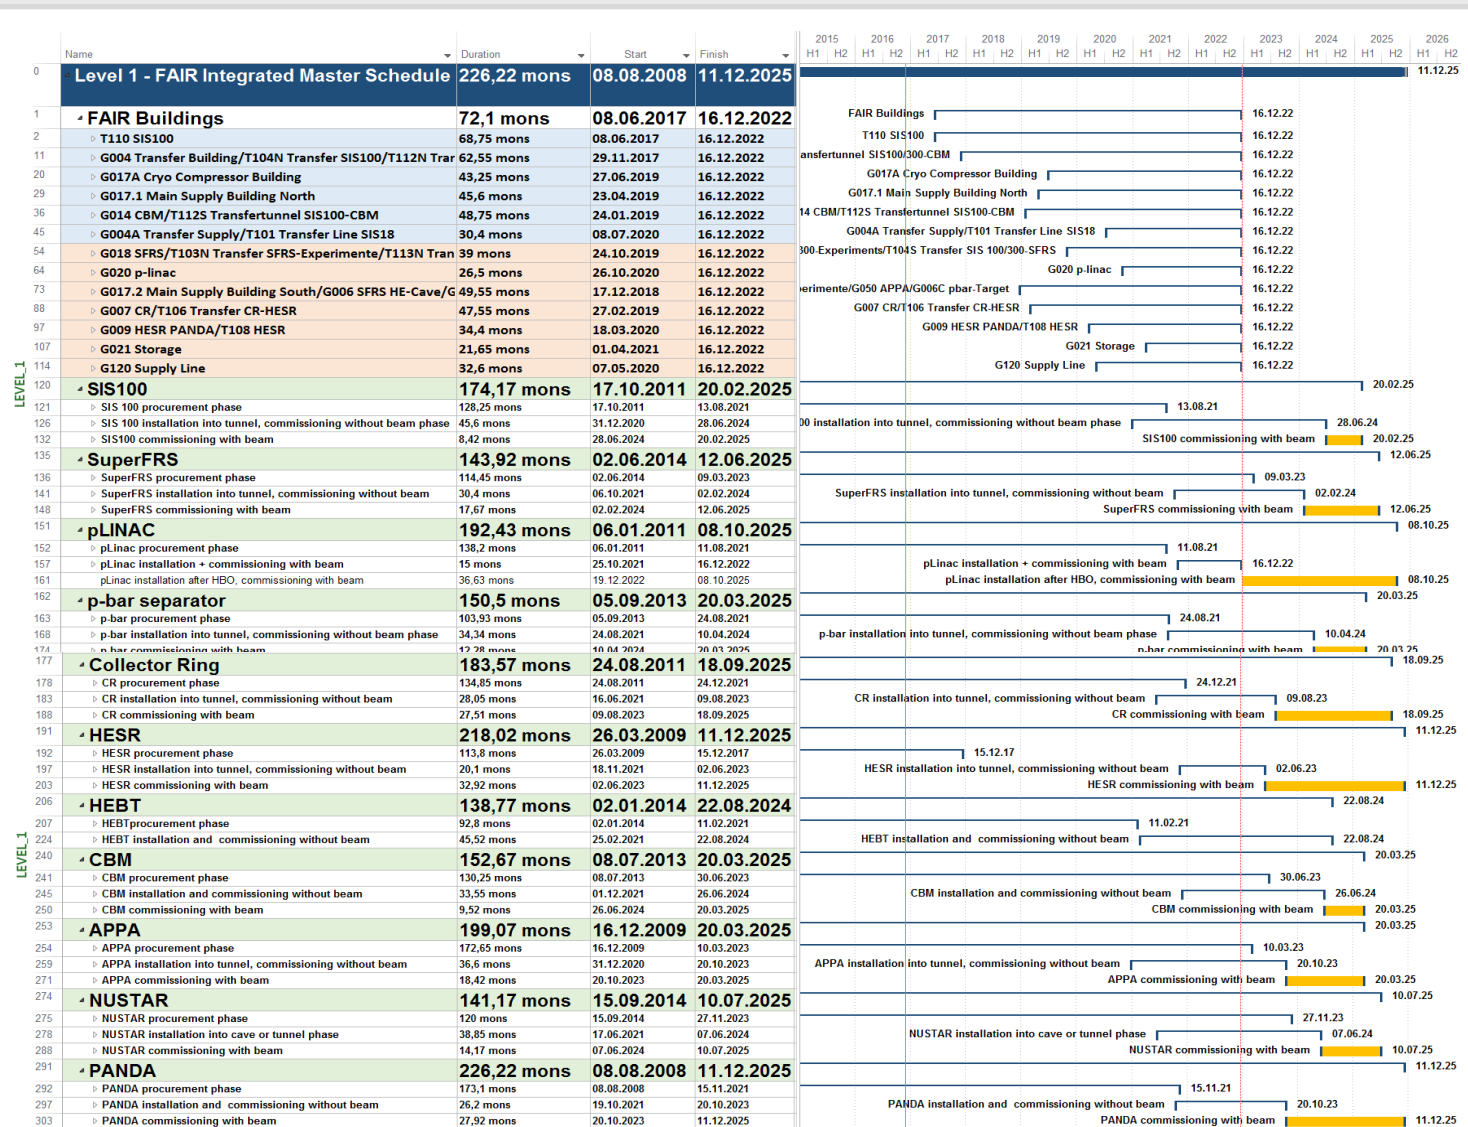 2015 2016 2017 2018 2019 2020 2021 2022 2023 2024 2025 2026
Name Duration Start Finish H1 H2 H1 H2 H1 H2 H1 H2 H1 H2 H1 H2 H1 H2 H1 H2 H1 H2 H1 H2 H1 H2 H1 H2
0 Level 1 - FAIR Integrated Master Schedule 226,22 mons 08.08.2008 11.12.2025 11.12.25
1 FAIR Buildings 72,1 mons 08.06.2017 16.12.2022 FAIR Buildings 16.12.22
2 T110 SIS100 68,75 mons 08.06.2017 16.12.2022 T110 SIS100 16.12.22
11 G004 Transfer Building/T104N Transfer SIS100/T112N Trar 62,55 mons 29.11.2017 16.12.2022 ansfertunnel SIS100/300-CBM 16.12.22
20 G017A Cryo Compressor Building 43,25 mons 27.06.2019 16.12.2022 G017A Cryo Compressor Building 16.12.22
29 G017.1 Main Supply Building North 45,6 mons 23.04.2019 16.12.2022 G017.1 Main Supply Building North 16.12.22
36 G014 CBM/T112S Transfertunnel SIS100-CBM 48,75 mons 24.01.2019 16.12.2022 14 CBM/T112S Transfertunnel SIS100-CBM 16.12.22
45 G004A Transfer Supply/T101 Transfer Line SIS18 30,4 mons 08.07.2020 16.12.2022 G004A Transfer Supply/T101 Transfer Line SIS18 16.12.22
54 G018 SFRS/T103N Transfer SFRS-Experimente/T113N Tran 39 mons 24.10.2019 16.12.2022 300-Experiments/T104S Transfer SIS 100/300-SFRS 16.12.22
64 G020 p-linac 26,5 mons 26.10.2020 16.12.2022 G020 p-linac 16.12.22
73 G017.2 Main Supply Building South/G006 SFRS HE-Cave/G 49,55 mons 17.12.2018 16.12.2022 perimente/G050 APPA/G006C pbar-Target 16.12.22
88 G007 CR/T106 Transfer CR-HESR 47,55 mons 27.02.2019 16.12.2022 G007 CR/T106 Transfer CR-HESR 16.12.22
97 G009 HESR PANDA/T108 HESR 34,4 mons 18.03.2020 16.12.2022 G009 HESR PANDA/T108 HESR 16.12.22
107 G021 Storage 21,65 mons 01.04.2021 16.12.2022 G021 Storage 16.12.22
114 G120 Supply Line 32,6 mons 07.05.2020 16.12.2022 G120 Supply Line 16.12.22
LEVEL_1
120 SIS100 174,17 mons 17.10.2011 20.02.2025 20.02.25
121 SIS 100 procurement phase 128,25 mons 17.10.2011 13.08.2021 13.08.21
126 SIS 100 installation into tunnel, commissioning without beam phase 45,6 mons 31.12.2020 28.06.2024 00 installation into tunnel, commissioning without beam phase 28.06.24
132 SIS100 commissioning with beam 8,42 mons 28.06.2024 20.02.2025 SIS100 commissioning with beam 20.02.25
135 SuperFRS 143,92 mons 02.06.2014 12.06.2025 12.06.25
136 SuperFRS procurement phase 114,45 mons 02.06.2014 09.03.2023 09.03.23
141 SuperFRS installation into tunnel, commissioning without beam 30,4 mons 06.10.2021 02.02.2024 SuperFRS installation into tunnel, commissioning without beam 02.02.24
148 SuperFRS commissioning with beam 17,67 mons 02.02.2024 12.06.2025 SuperFRS commissioning with beam 12.06.25
151 pLINAC 192,43 mons 06.01.2011 08.10.2025 08.10.25
152 pLinac procurement phase 138,2 mons 06.01.2011 11.08.2021 11.08.21
157 pLinac installation + commissioning with beam 15 mons 25.10.2021 16.12.2022 pLinac installation + commissioning with beam 16.12.22
161 pLinac installation after HBO, commissioning with beam 36,63 mons 19.12.2022 08.10.2025 pLinac installation after HBO, commissioning with beam 08.10.25
162 p-bar separator 150,5 mons 05.09.2013 20.03.2025 20.03.25
163 p-bar procurement phase 103,93 mons 05.09.2013 24.08.2021 24.08.21
168 p-bar installation into tunnel, commissioning without beam phase 34,34 mons 24.08.2021 10.04.2024 p-bar installation into tunnel, commissioning without beam phase 10.04.24
174 p-bar commissioning with beam 12,28 mons 10.04.2024 20.03.2025 p-bar commissioning with beam 20.03.25
177 Collector Ring 183,57 mons 24.08.2011 18.09.2025 18.09.25
178 CR procurement phase 134,85 mons 24.08.2011 24.12.2021 24.12.21
183 CR installation into tunnel, commissioning without beam 28,05 mons 16.06.2021 09.08.2023 CR installation into tunnel, commissioning without beam 09.08.23
188 CR commissioning with beam 27,51 mons 09.08.2023 18.09.2025 CR commissioning with beam 18.09.25
191 HESR 218,02 mons 26.03.2009 11.12.2025 11.12.25
192 HESR procurement phase 113,8 mons 26.03.2009 15.12.2017 15.12.17
197 HESR installation into tunnel, commissioning without beam 20,1 mons 18.11.2021 02.06.2023 HESR installation into tunnel, commissioning without beam 02.06.23
203 HESR commissioning with beam 32,92 mons 02.06.2023 11.12.2025 HESR commissioning with beam 11.12.25
206 HEBT 138,77 mons 02.01.2014 22.08.2024 22.08.24
207 HEBTprocurement phase 92,8 mons 02.01.2014 11.02.2021 11.02.21
224 HEBT installation and commissioning without beam 45,52 mons 25.02.2021 22.08.2024 HEBT installation and commissioning without beam 22.08.24
LEVEL_1
240 CBM 152,67 mons 08.07.2013 20.03.2025 20.03.25
241 CBM procurement phase 130,25 mons 08.07.2013 30.06.2023 30.06.23
245 CBM installation and commissioning without beam 33,55 mons 01.12.2021 26.06.2024 CBM installation and commissioning without beam 26.06.24
250 CBM commissioning with beam 9,52 mons 26.06.2024 20.03.2025 CBM commissioning with beam 20.03.25
253 APPA 199,07 mons 16.12.2009 20.03.2025 20.03.25
254 APPA procurement phase 172,65 mons 16.12.2009 10.03.2023 10.03.23
259 APPA installation into tunnel, commissioning without beam 36,6 mons 31.12.2020 20.10.2023 APPA installation into tunnel, commissioning without beam 20.10.23
271 APPA commissioning with beam 18,42 mons 20.10.2023 20.03.2025 APPA commissioning with beam 20.03.25
274 NUSTAR 141,17 mons 15.09.2014 10.07.2025 10.07.25
275 NUSTAR procurement phase 120 mons 15.09.2014 27.11.2023 27.11.23
278 NUSTAR installation into cave or tunnel phase 38,85 mons 17.06.2021 07.06.2024 NUSTAR installation into cave or tunnel phase 07.06.24
288 NUSTAR commissioning with beam 14,17 mons 07.06.2024 10.07.2025 NUSTAR commissioning with beam 10.07.25
291 PANDA 226,22 mons 08.08.2008 11.12.2025 11.12.25
292 PANDA procurement phase 173,1 mons 08.08.2008 15.11.2021 15.11.21
297 PANDA installation and commissioning without beam 26,2 mons 19.10.2021 20.10.2023 PANDA installation and commissioning without beam 20.10.23
303 PANDA commissioning with beam 27,92 mons 20.10.2023 11.12.2025 PANDA commissioning with beam 11.12.25